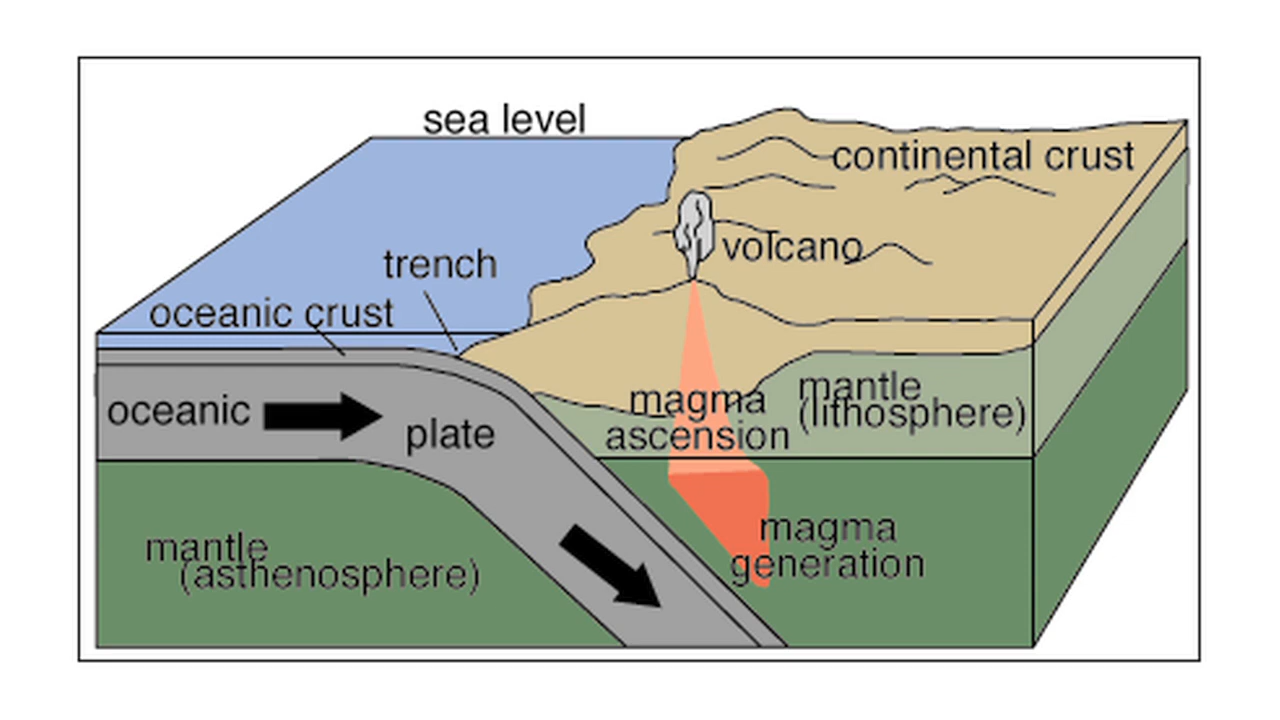 sea level
continental crust
volcano
trench
oceanic crust
oceanic
plate
magma
ascension
mantle
(lithosphere)
magma
generation
mantle
(asthenosphere)